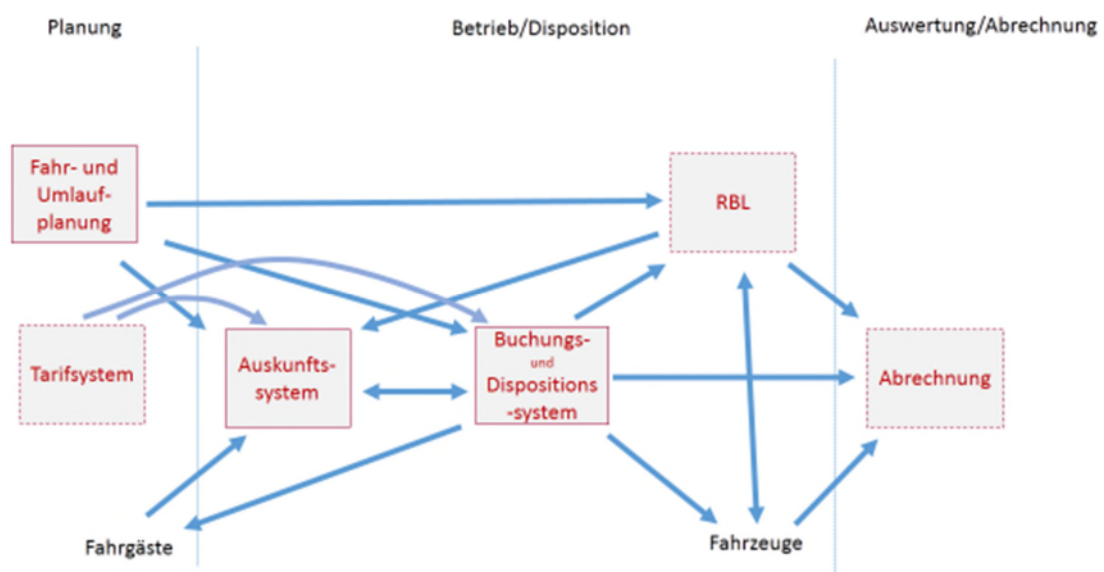 Planung
Betrieb/Disposition
Auswertung/Abrechnung
Fahr- und
Umlauf-
planung
RBL
Tarifsystem
Auskunfts-
system
Buchungs-
und
Dispositions
-system
Abrechnung
Fahrgäste
Fahrzeuge